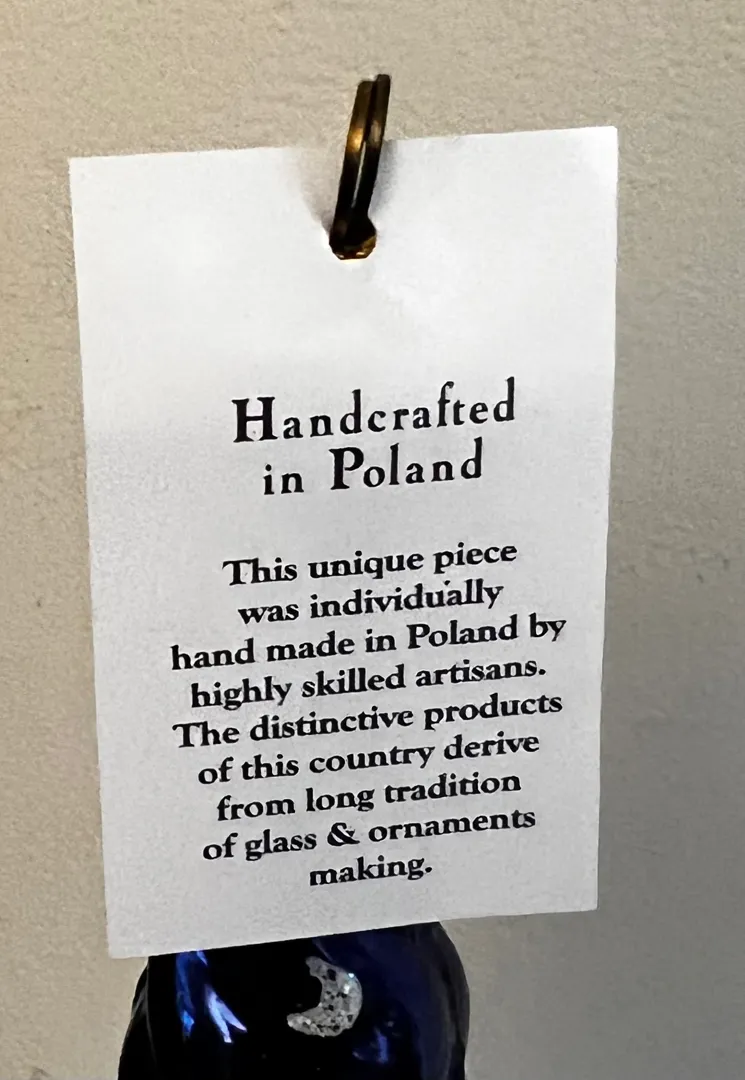 Handcrafted
in Poland
This unique piece
was individually
hand made in Poland by
highly skilled artisans.
The distinctive products
of this country derive
from long tradition
of glass & ornaments
making.